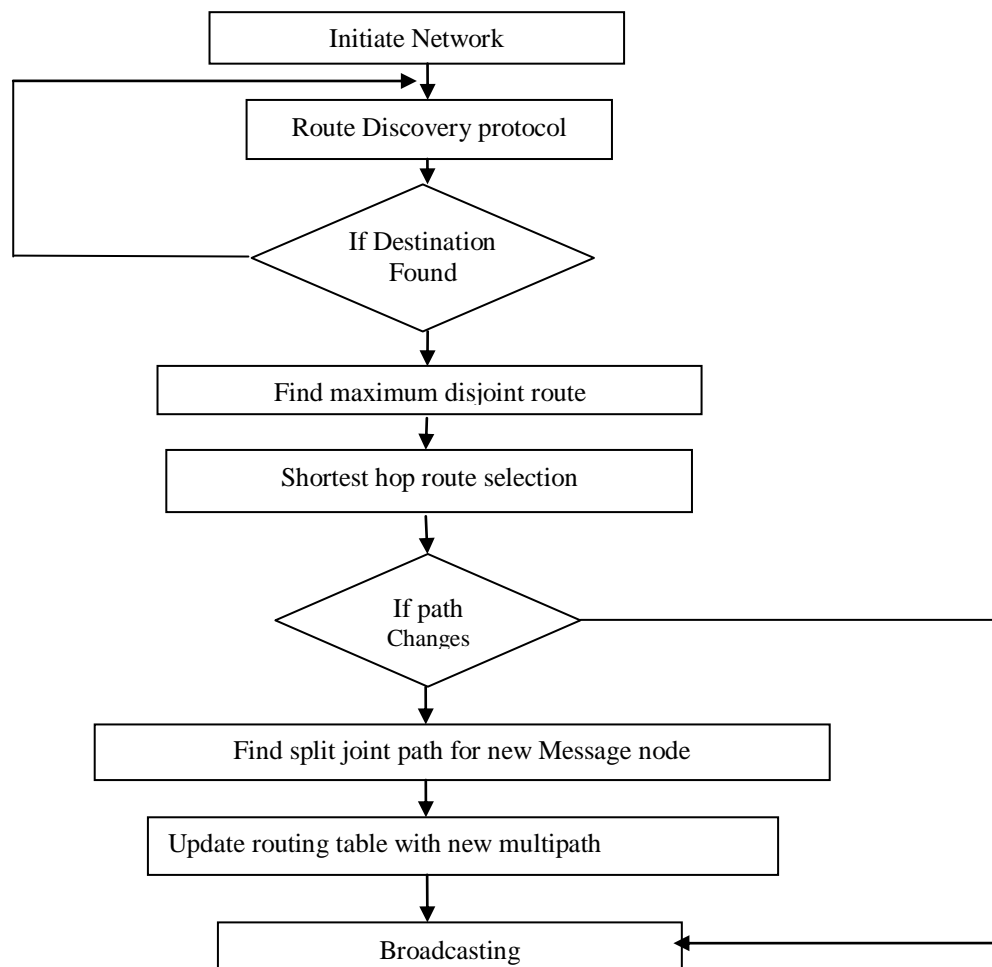 Initiate Network
Route Discovery protocol
If Destination
Found
Find maximum disjoint route
Shortest hop route selection
If path
Changes
Find split joint path for new Message node
Update routing table with new multipath
Broadcasting